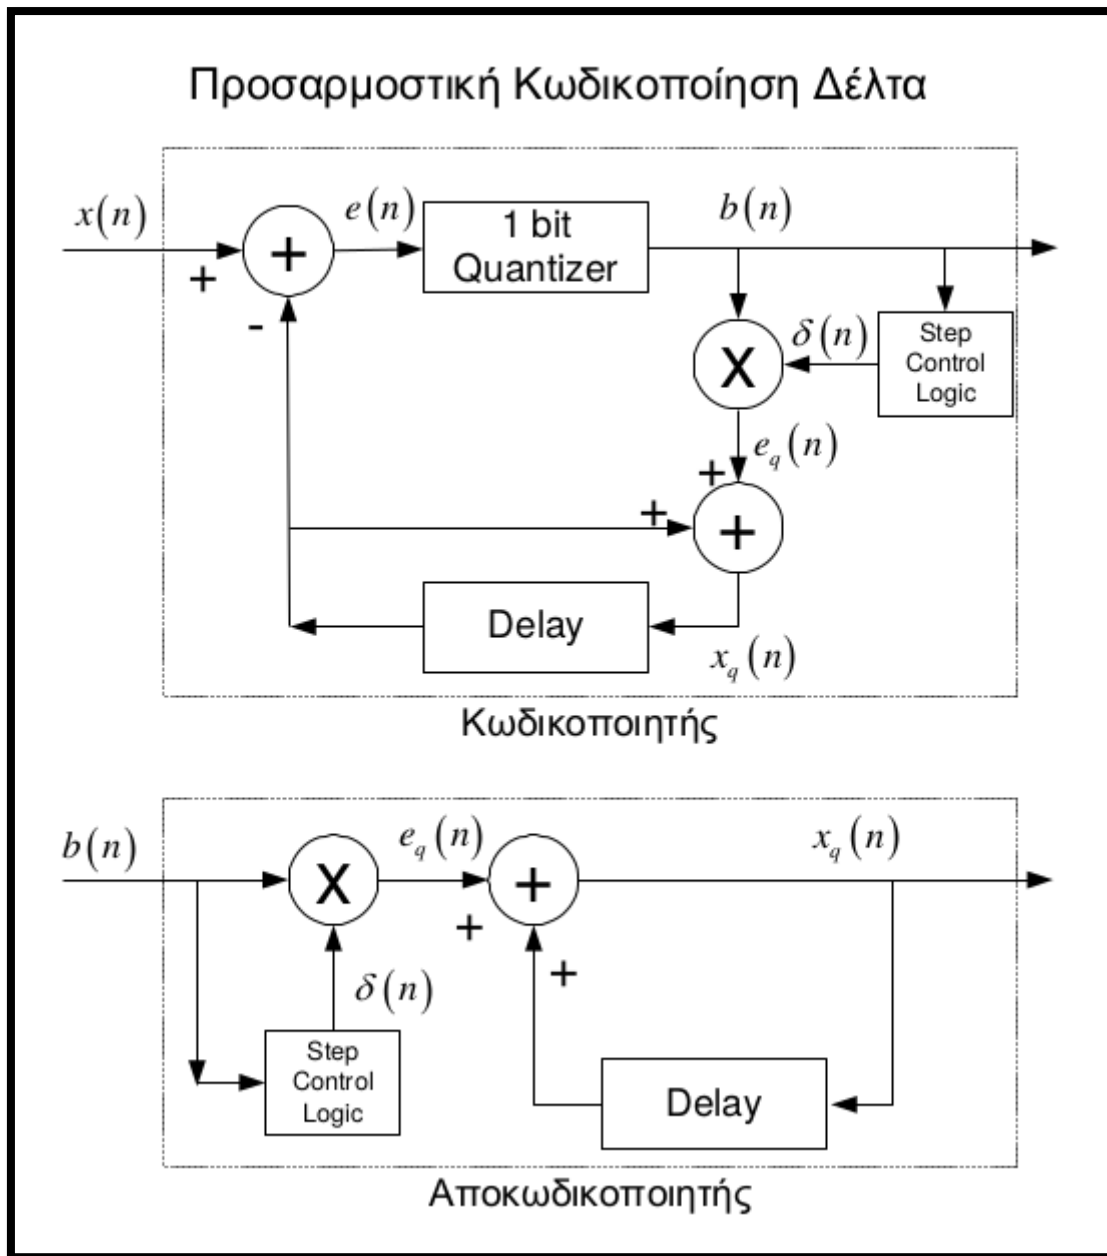 Προσαρμοστική Κωδικοποίηση Δέλτα
x(n)
+
+
-
e(n)
1 bit
Quantizer
b(n)
X
δ(n)
Step
Control
Logic
e_q(n)
+
+
+
Delay
x_q(n)
Κωδικοποιητής
b(n)
X
e_q(n)
+
+
+
x_q(n)
δ(n)
Step
Control
Logic
Delay
Αποκωδικοποιητής